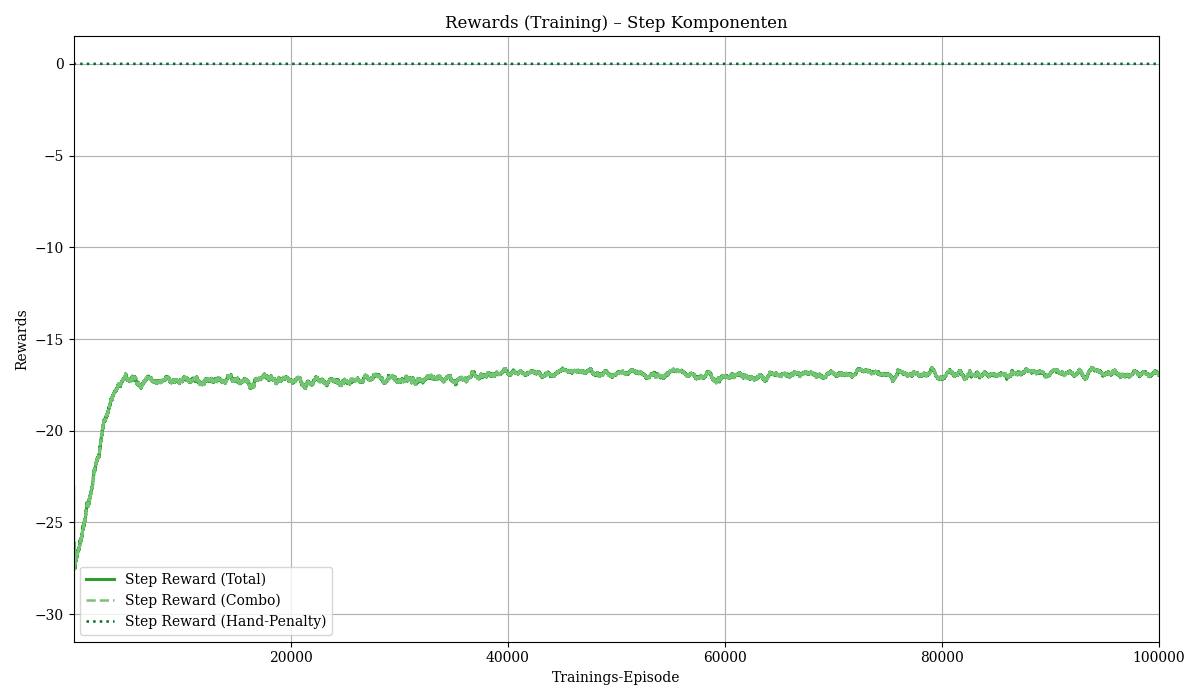 Rewards (Training) – Step Komponenten
Rewards
0
−5
−10
−15
−20
−25
−30
Step Reward (Total)
Step Reward (Combo)
Step Reward (Hand-Penalty)
20000
40000
60000
80000
100000
Trainings-Episode